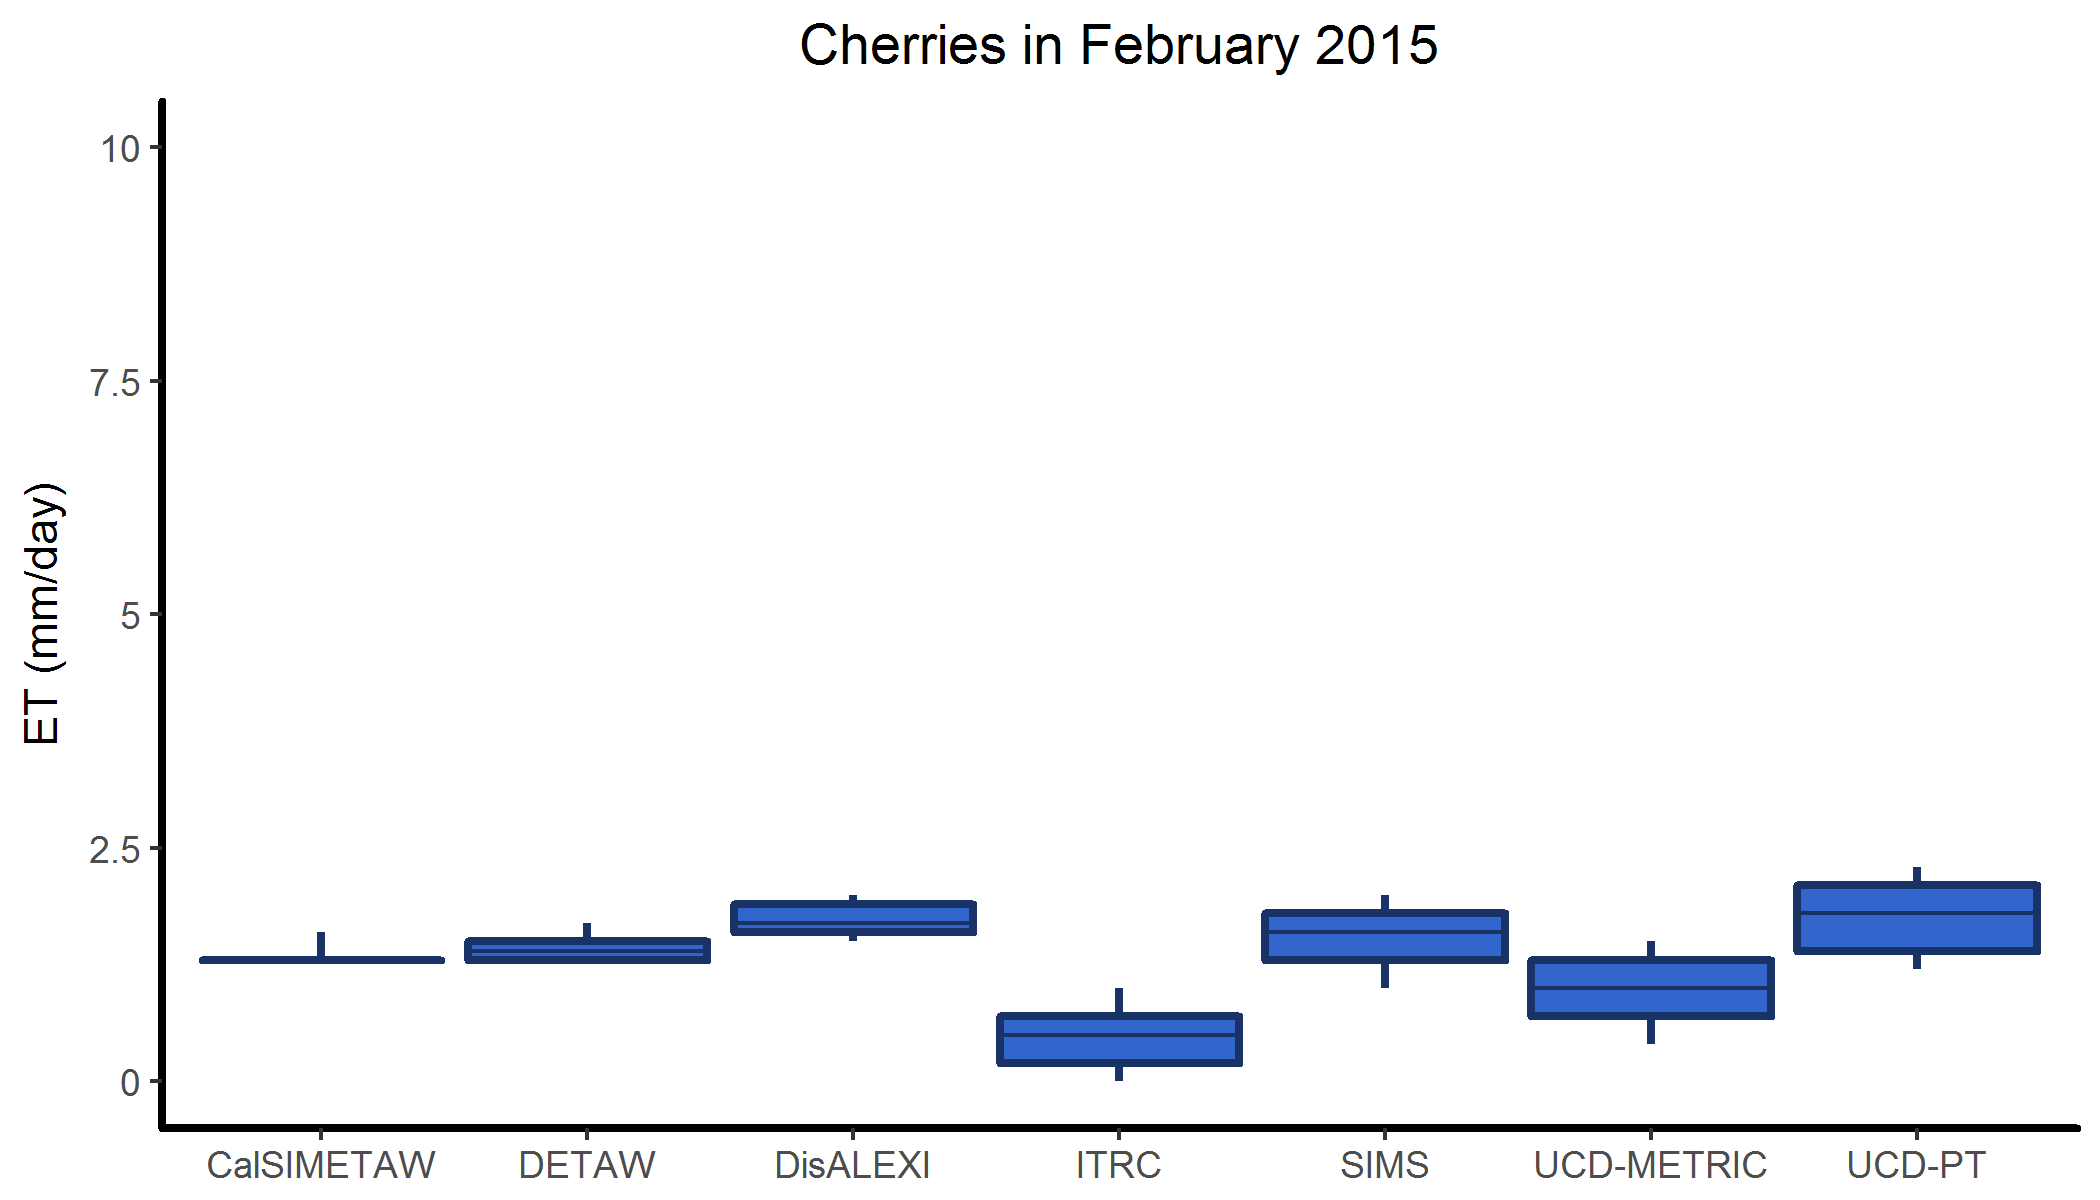 Cherries in February 2015
ET (mm/day)
10
7.5
5
2.5
0
CalSIMETAW DETAW DisALEXI ITRC SIMS UCD-METRIC UCD-PT